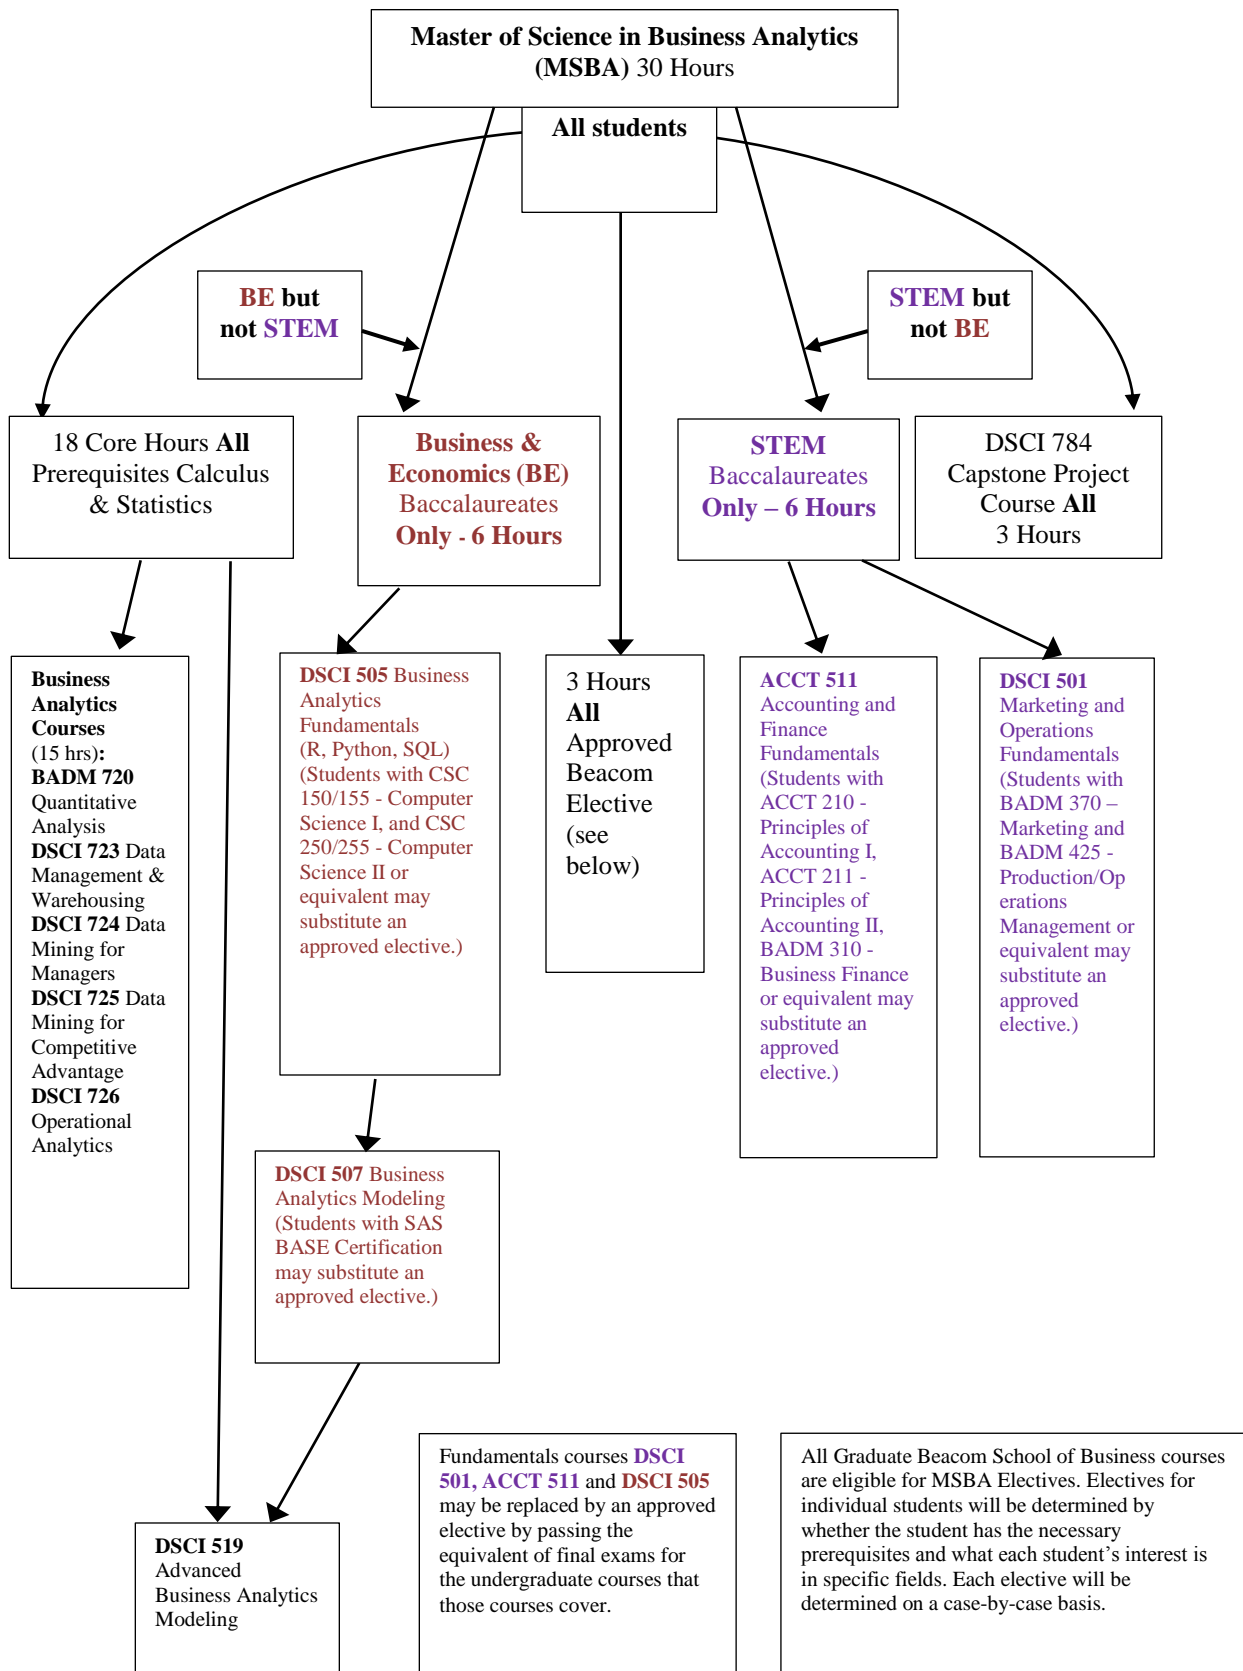 Master of Science in Business Analytics
(MSBA) 30 Hours
All students
BE but
not STEM
STEM but
not BE
18 Core Hours All
Prerequisites Calculus
& Statistics
Business &
Economics (BE)
Baccalaureates
Only - 6 Hours
STEM
Baccalaureates
Only – 6 Hours
DSCI 784
Capstone Project
Course All
3 Hours
Business
Analytics
Courses
(15 hrs):
BADM 720
Quantitative
Analysis
DSCI 723 Data
Management &
Warehousing
DSCI 724 Data
Mining for
Managers
DSCI 725 Data
Mining for
Competitive
Advantage
DSCI 726
Operational
Analytics
DSCI 505 Business
Analytics
Fundamentals
(R, Python, SQL)
(Students with CSC
150/155 - Computer
Science I, and CSC
250/255 - Computer
Science II or
equivalent may
substitute an
approved elective.)
3 Hours
All
Approved
Beacom
Elective
(see
below)
ACCT 511
Accounting and
Finance
Fundamentals
(Students with
ACCT 210 -
Principles of
Accounting I,
ACCT 211 -
Principles of
Accounting II,
BADM 310 -
Business Finance
or equivalent may
substitute an
approved
elective.)
DSCI 501
Marketing and
Operations
Fundamentals
(Students with
BADM 370 –
Marketing and
BADM 425 -
Production/Op
erations
Management or
equivalent may
substitute an
approved
elective.)
DSCI 507 Business
Analytics Modeling
(Students with SAS
BASE Certification
may substitute an
approved elective.)
DSCI 519
Advanced
Business Analytics
Modeling
Fundamentals courses DSCI
501, ACCT 511 and DSCI 505
may be replaced by an approved
elective by passing the
equivalent of final exams for
the undergraduate courses that
those courses cover.
All Graduate Beacom School of Business courses
are eligible for MSBA Electives. Electives for
individual students will be determined by
whether the student has the necessary
prerequisites and what each student’s interest is
in specific fields. Each elective will be
determined on a case-by-case basis.